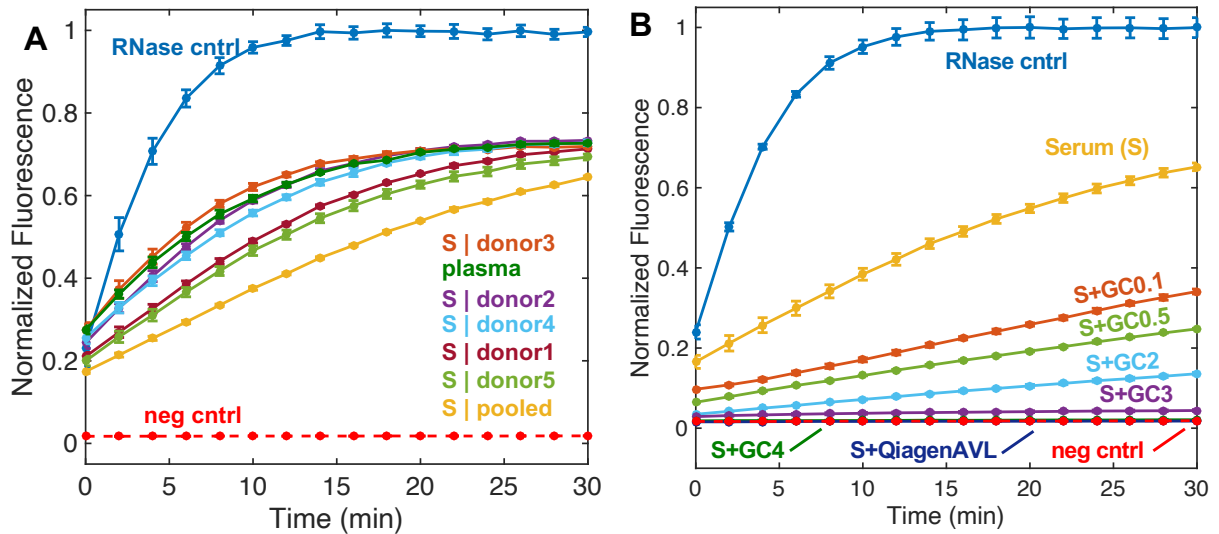 A
RNase cntrl
Normalized Fluorescence
1
0.8
0.6
0.4
0.2
0
S | donor3
plasma
S | donor2
S | donor4
S | donor1
S | donor5
S | pooled
neg cntrl
0 5 10 15 20 25 30
Time (min)
B
RNase cntrl
Normalized Fluorescence
1
0.8
0.6
0.4
0.2
0
Serum (S)
S+GC0.1
S+GC0.5
S+GC2
S+GC3
S+GC4 S+QiagenAVL neg cntrl
0 5 10 15 20 25 30
Time (min)